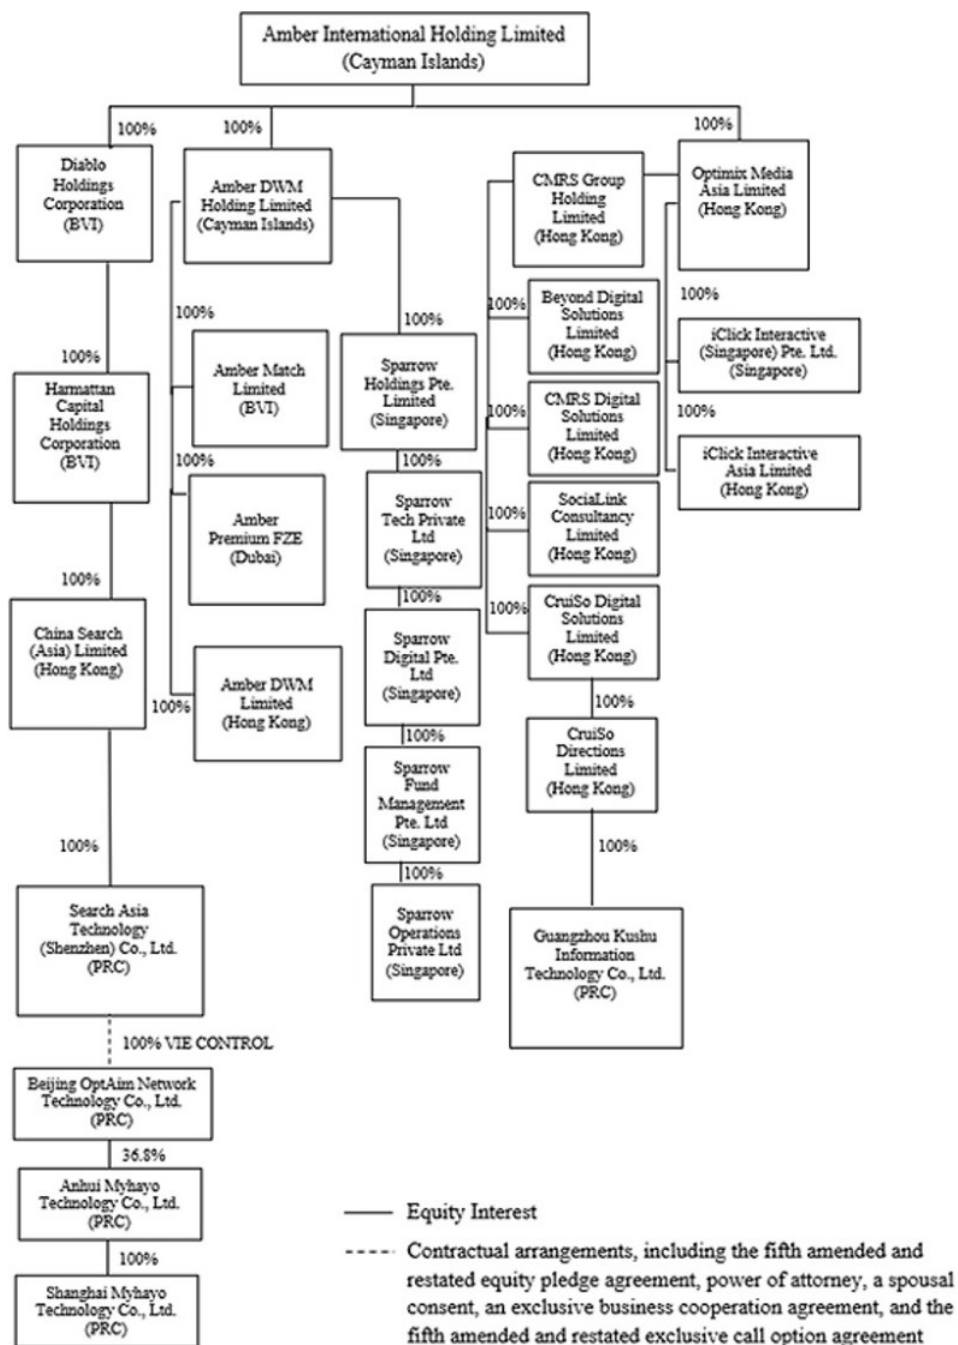 Amber International Holding Limited
(Cayman Islands)
100%
100%
100%
Diablo
Holdings
Corporation
(BVI)
Amber DWM
Holding Limited
(Cayman Islands)
CMRS Group
Holding
Limited
(Hong Kong)
Optimix Media
Asia Limited
(Hong Kong)
100%
100%
100%
100%
100%
Harmattan
Capital
Holdings
Corporation
(BVI)
Amber Match
Limited
(BVI)
Sparrow
Holdings Pte.
Limited
(Singapore)
Beyond Digital
Solutions
Limited
(Hong Kong)
iClick Interactive
(Singapore) Pte. Ltd.
(Singapore)
100%
100%
100%
100%
Amber
Premium FZE
(Dubai)
Sparrow
Tech Private
Ltd
(Singapore)
CMRS Digital
Solutions
Limited
(Hong Kong)
iClick Interactive
Asia Limited
(Hong Kong)
100%
100%
100%
SociaLink
Consultancy
Limited
(Hong Kong)
China Search
(Asia) Limited
(Hong Kong)
100%
Amber DWM
Limited
(Hong Kong)
Sparrow
Digital Pte.
Ltd
(Singapore)
100%
CruiSo Digital
Solutions
Limited
(Hong Kong)
100%
100%
Sparrow
Fund
Management
Pte. Ltd
(Singapore)
CruiSo
Directions
Limited
(Hong Kong)
100%
100%
100%
Search Asia
Technology
(Shenzhen) Co., Ltd.
(PRC)
Sparrow
Operations
Private Ltd
(Singapore)
Guangzhou Kushu
Information
Technology Co., Ltd.
(PRC)
100% VIE CONTROL
Beijing OptAim Network
Technology Co., Ltd.
(PRC)
36.8%
Anhui Myhayo
Technology Co., Ltd.
(PRC)
100%
Shanghai Myhayo
Technology Co., Ltd.
(PRC)
Equity Interest
Contractual arrangements, including the fifth amended and
restated equity pledge agreement, power of attorney, a spousal
consent, an exclusive business cooperation agreement, and the
fifth amended and restated exclusive call option agreement